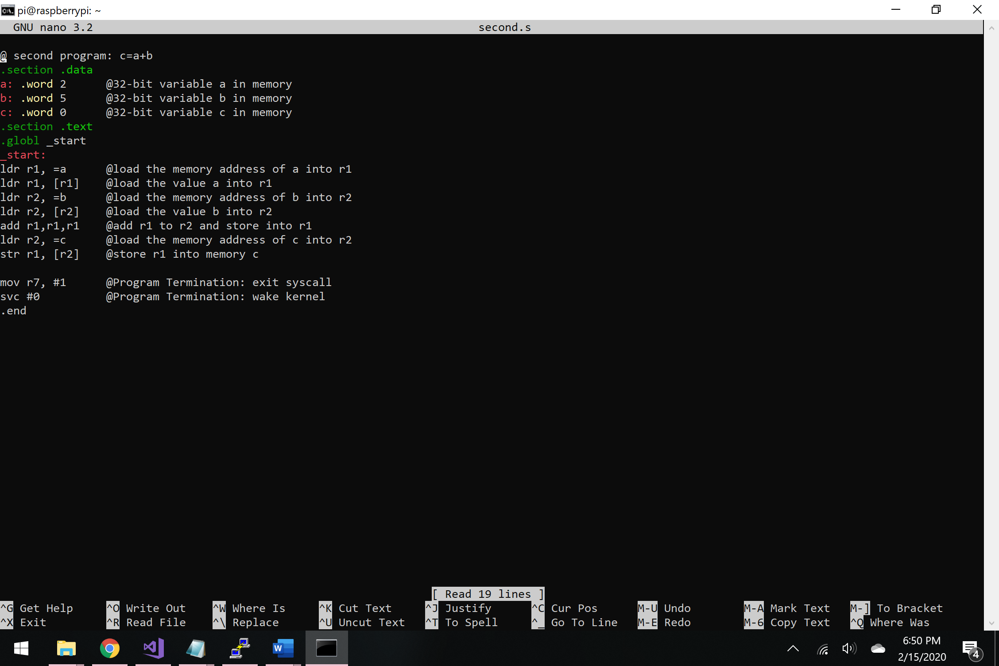 pi@raspberrypi: ~
GNU nano 3.2 second.s
@ second program: c=a+b
.section .data
a: .word 2 @32-bit variable a in memory
b: .word 5 @32-bit variable b in memory
c: .word 0 @32-bit variable c in memory
.section .text
.globl _start
_start:
ldr r1, =a @load the memory address of a into r1
ldr r1, [r1] @load the value a into r1
ldr r2, =b @load the memory address of b into r2
ldr r2, [r2] @load the value b into r2
add r1,r1,r1 @add r1 to r2 and store into r1
ldr r2, =c @load the memory address of c into r2
str r1, [r2] @store r1 into memory c
mov r7, #1 @Program Termination: exit syscall
svc #0 @Program Termination: wake kernel
.end
[ Read 19 lines ]
^G Get Help ^O Write Out ^W Where Is ^K Cut Text ^J Justify ^C Cur Pos M-U Undo M-A Mark Text M-] To Bracket
^X Exit ^R Read File ^\ Replace ^U Uncut Text ^T To Spell ^_ Go To Line M-E Redo M-6 Copy Text ^Q Where Was
6:50 PM
2/15/2020
4